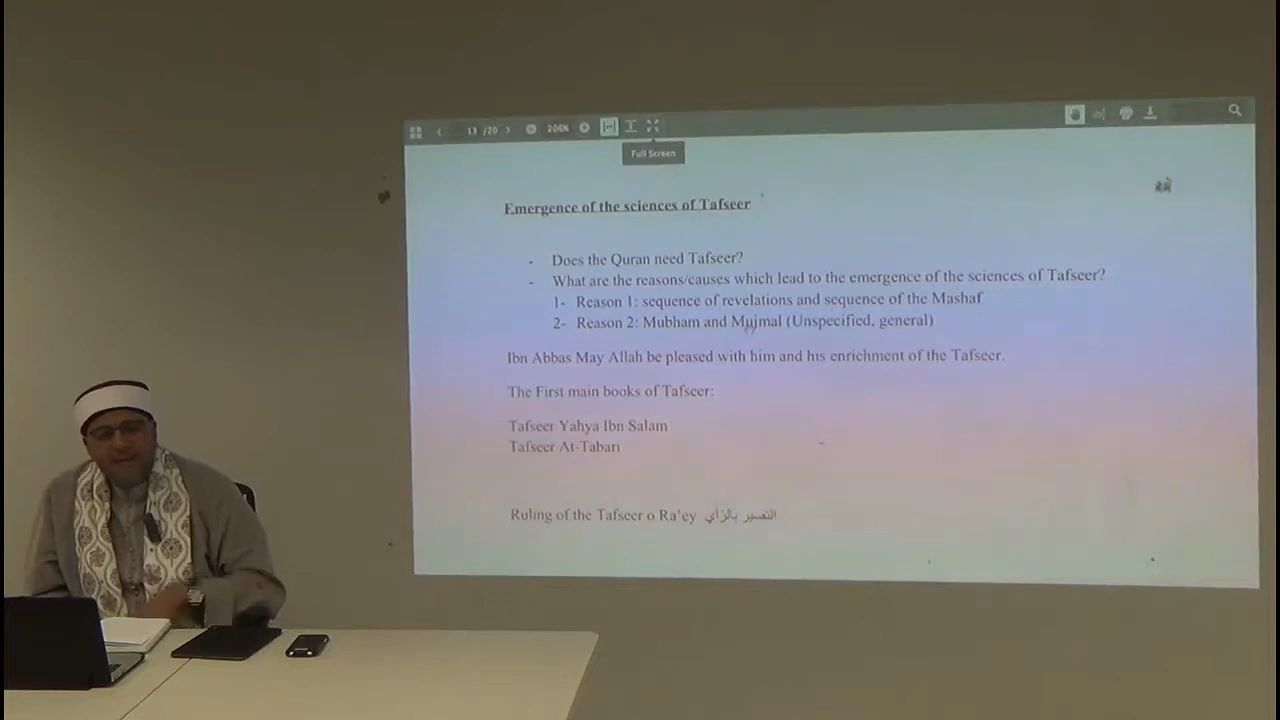 13 /20
206%
Full Screen
Emergence of the sciences of Tafseer
- Does the Quran need Tafseer?
- What are the reasons/causes which lead to the emergence of the sciences of Tafseer?
1- Reason 1: sequence of revelations and sequence of the Mashaf
2- Reason 2: Mubham and Mujmal (Unspecified, general)
Ibn Abbas May Allah be pleased with him and his enrichment of the Tafseer.
The First main books of Tafseer:
Tafseer Yahya Ibn Salam
Tafseer At-Tabari
Ruling of the Tafseer o Ra'ey التفسير بالرأي